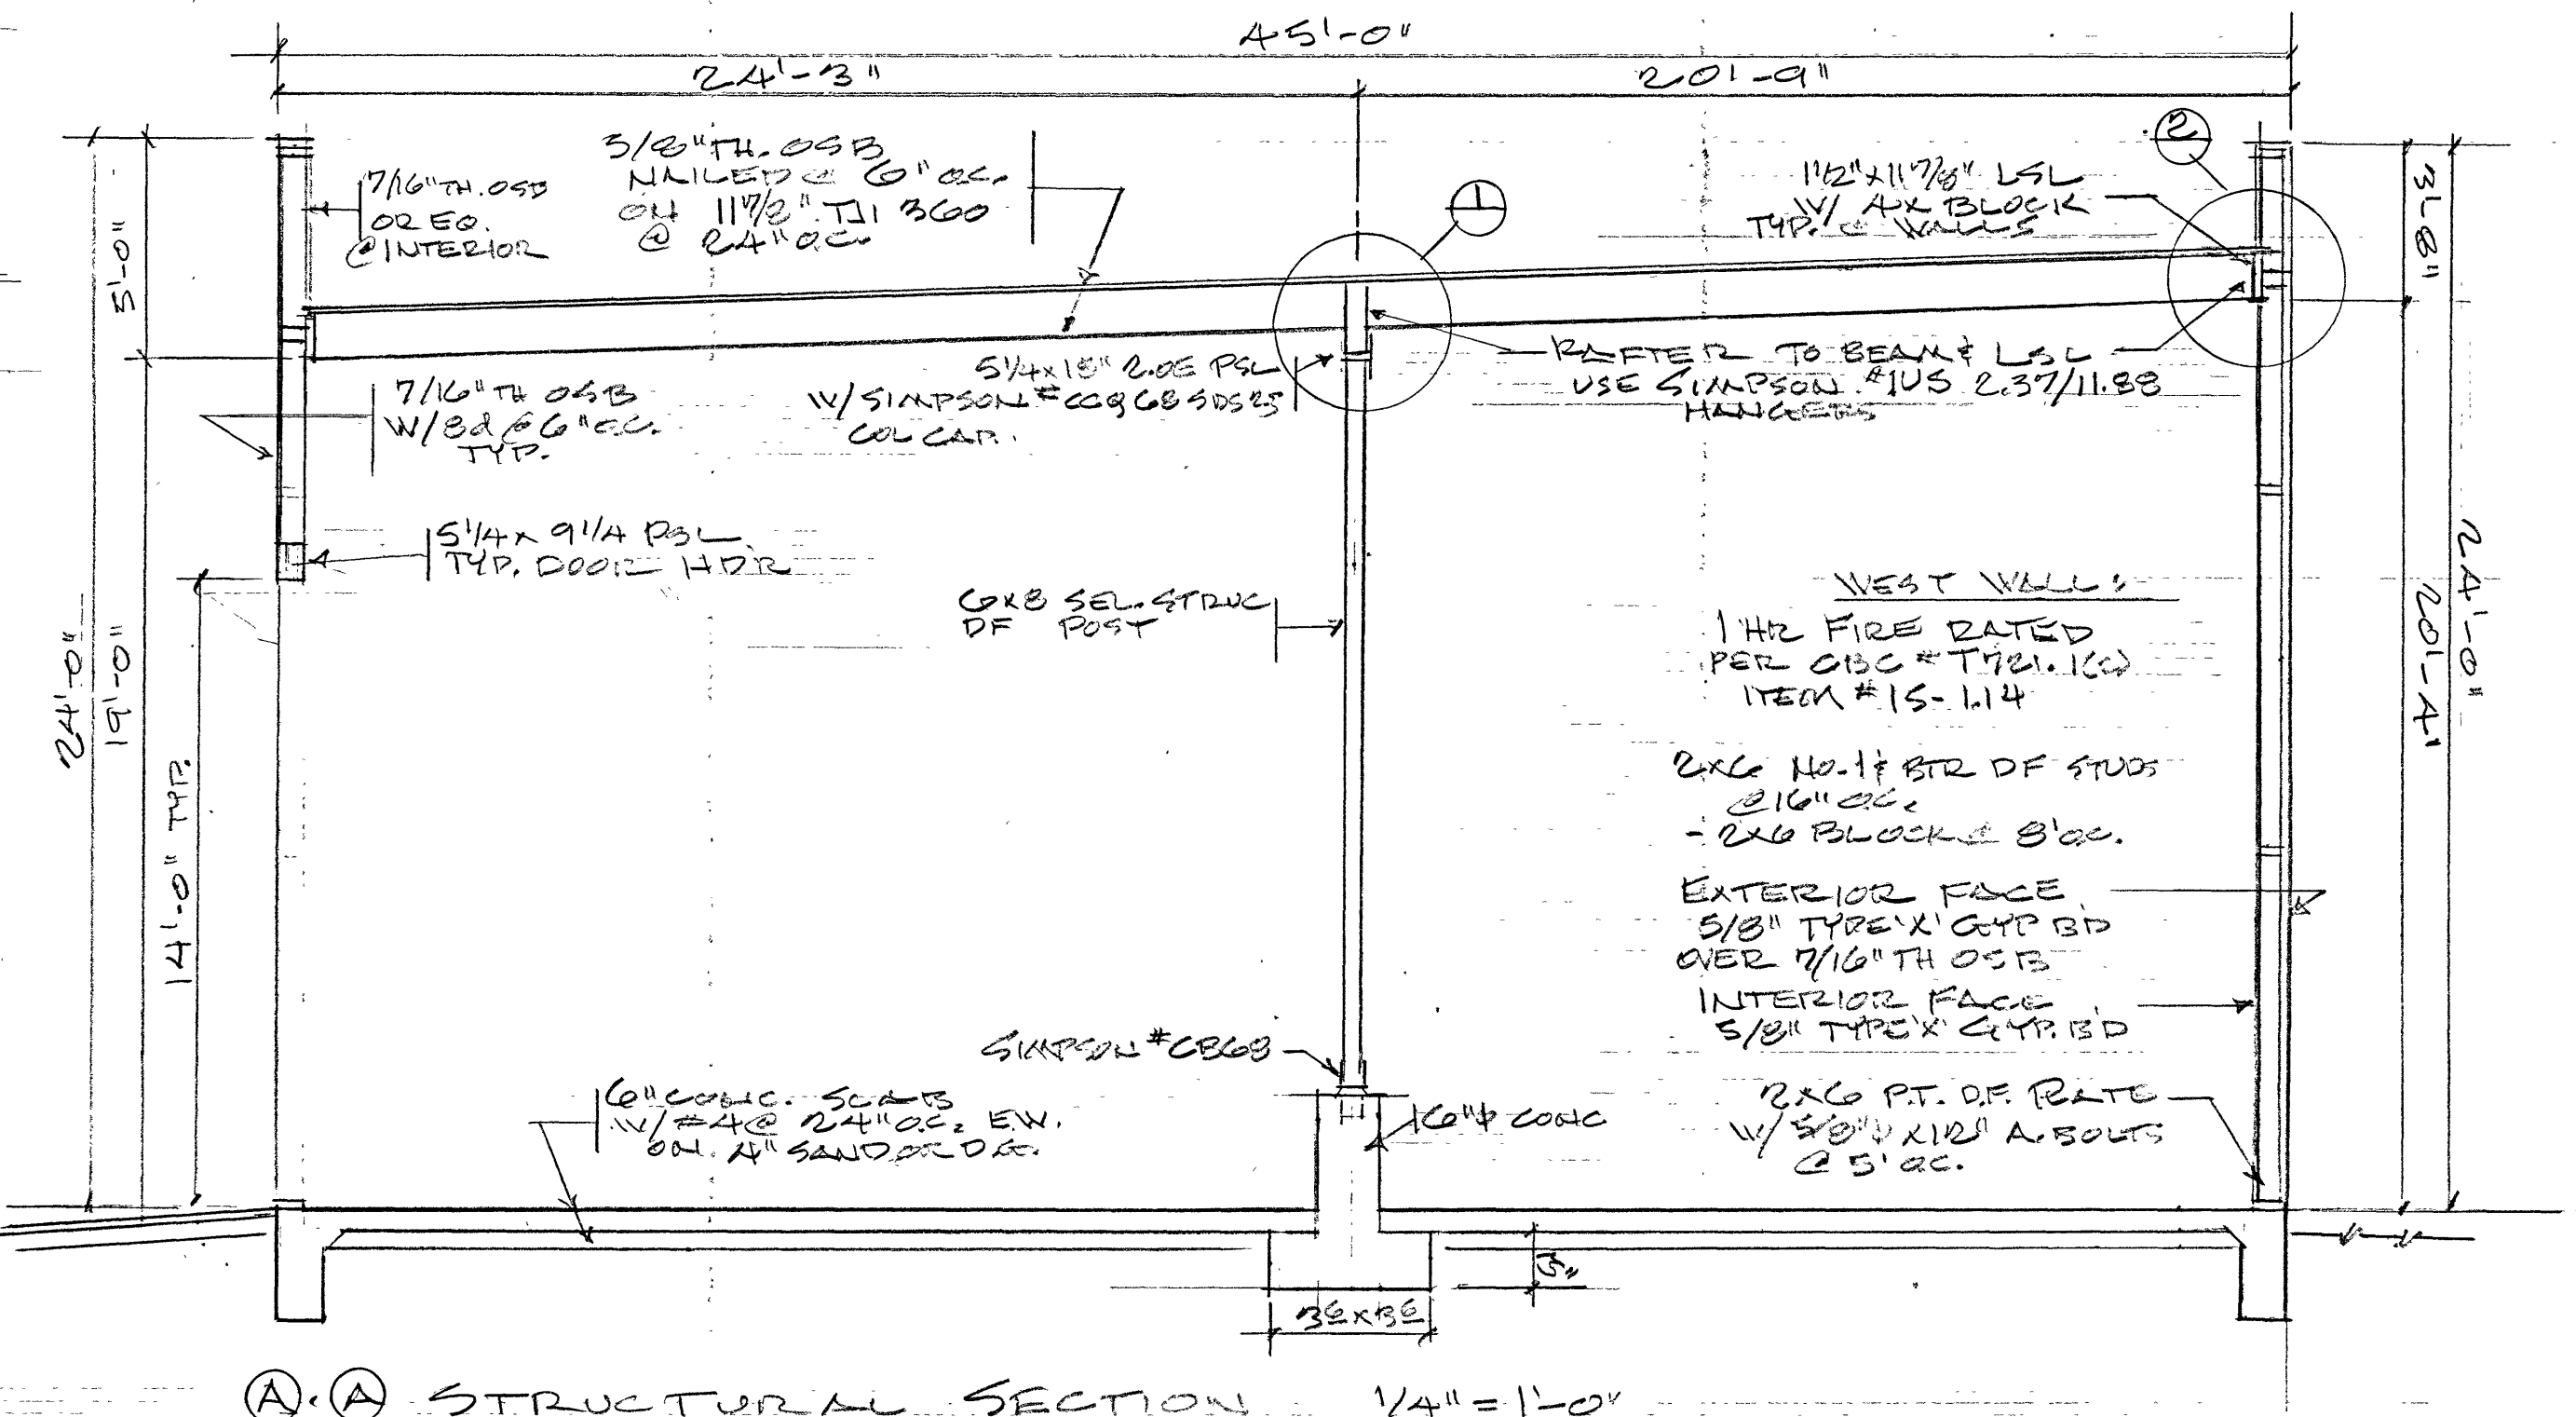 45'-0"
24'-3"
20'-9"
5/8" TH. OSB
NAILED @ 6" O.C.
ON 11 7/8" TJI 360
@ 24" O.C.
7/16" TH. OSB
OR EQ.
@ INTERIOR
1
2
1 1/2" x 11 7/8" LSL
W/ 4X BLOCK
TYP. @ WALLS
5'-0"
3'-8"
7/16" TH OSB
W/ 8d @ 6" O.C.
TYP.
5 1/4 x 18" 2.0E PSL
W/ SIMPSON # CCQ 68 SDS25
COL CAP.
RAFTER TO BEAM & LSL
USE SIMPSON #IUS 2.37/11.88
HANGERS
5 1/4 x 9 1/4 PSL
TYP. DOOR HDR
6X8 SEL. STRUC
DF POST
24'-0"
19'-0"
14'-0" TYP.
WEST WALL:
1 HR FIRE RATED
PER CBC # T721.1(2)
ITEM # 15-1.14
2x6 NO. 1 & BTR DF STUDS
@ 16" O.C.
- 2x6 BLOCK @ 8' O.C.
EXTERIOR FACE
5/8" TYPE 'X' GYP BD
OVER 7/16" TH OSB
INTERIOR FACE
5/8" TYPE 'X' GYP. B'D
24'-0"
20'-4"
SIMPSON # CB68
6" CONC. SLAB
W/ #4 @ 24" O.C. E.W.
ON 4" SAND OR D.G.
16"ϕ CONC
2x6 P.T. D.F. PLATE
W/ 5/8"ϕ x 12" A. BOLTS
@ 5' O.C.
36 x 36
A · A STRUCTURAL SECTION 1/4" = 1'-0"